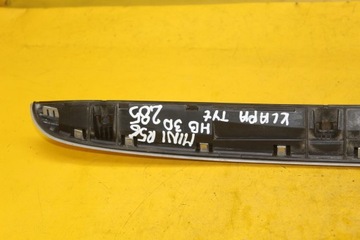 MINI R56
HB 3D
285
KLAPA TYŁ